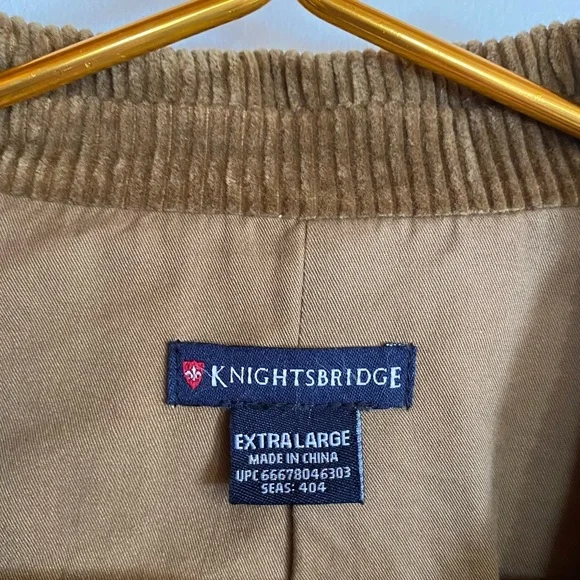 KNIGHTSBRIDGE
EXTRA LARGE
MADE IN CHINA
UPC 66678046303
SEAS: 404